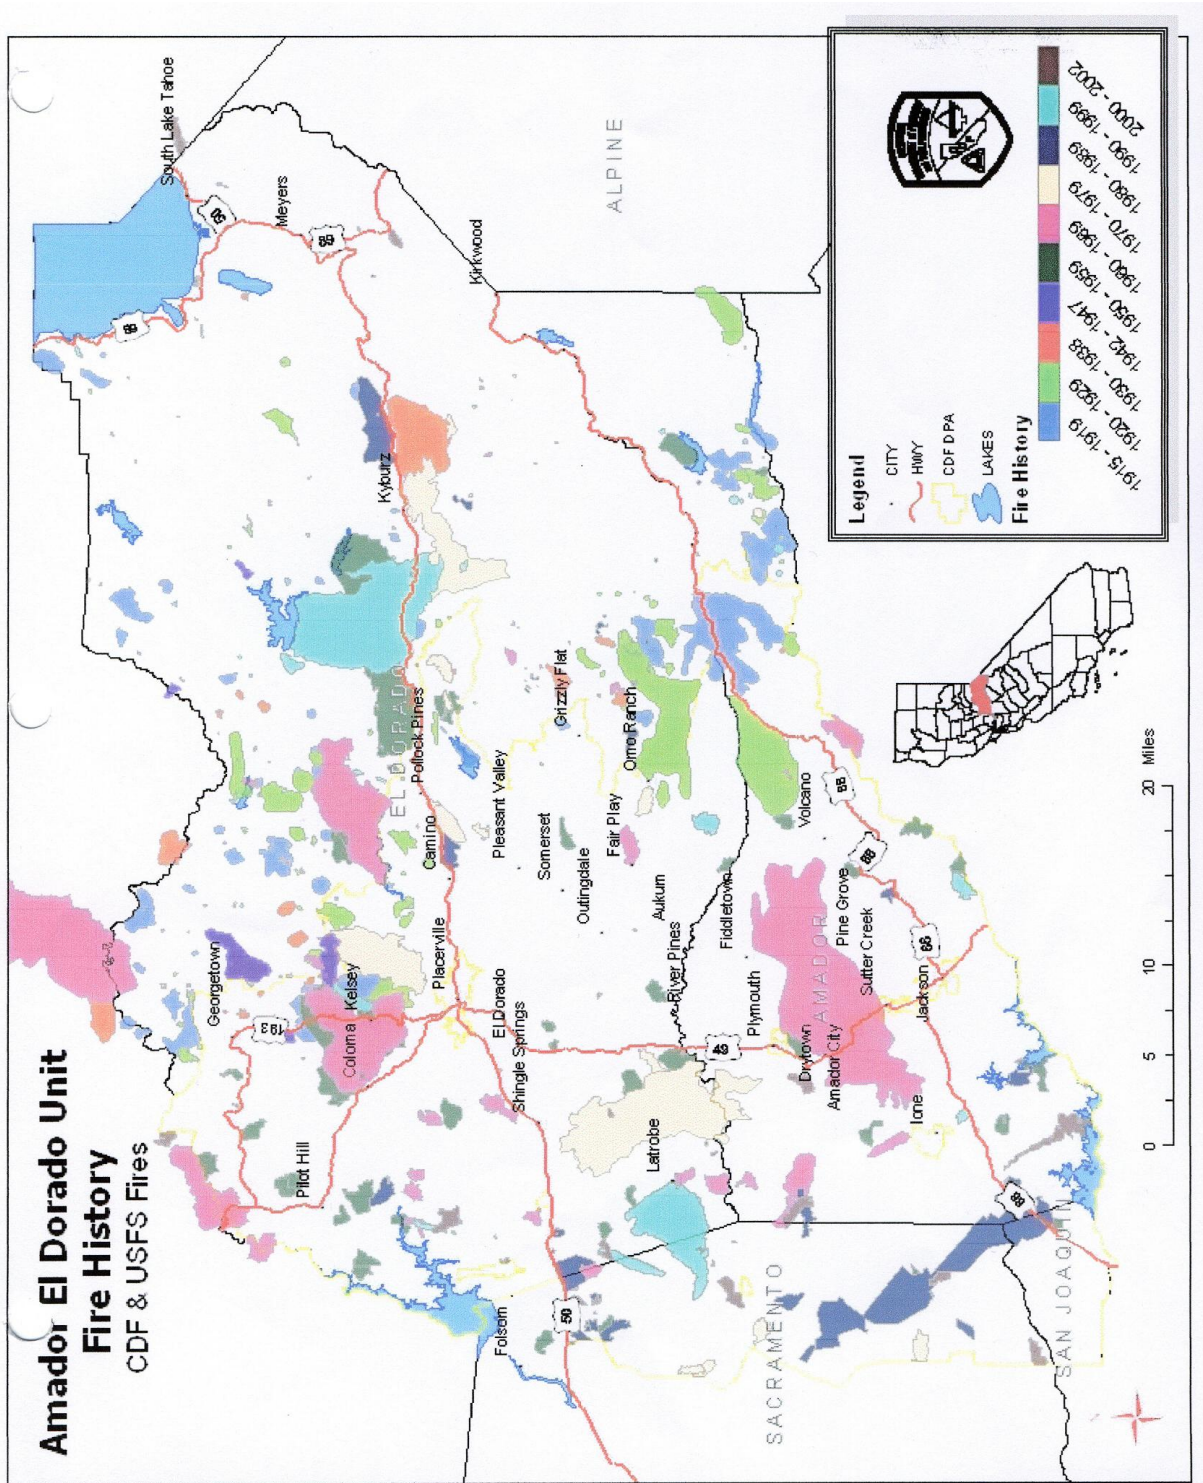 Amador El Dorado Unit
Fire History
CDF & USFS Fires
South Lake Tahoe
89
Meyers
Kirkwood
ALPINE
Kyburz
EL DORADO
Pollock Pines
Grizzly Flat
Omo Ranch
Georgetown
193
Kelsey
Coloma
Placerville
Camino
Pleasant Valley
Somerset
Outingdale
Fair Play
Aukum
River Pines
Fiddletown
Volcano
88
88
Pine Grove
Sutter Creek
AMADOR
Plymouth
Drytown
Amador City
Jackson
88
Ione
ElDorado
Shingle Springs
49
Latrobe
Pilot Hill
Folsom
50
SACRAMENTO
SAN JOAQUIN
88
0 5 10 20 Miles
Legend
CITY
HWY
CDF DPA
LAKES
Fire History
1915 - 1919
1920 - 1929
1930 - 1938
1942 - 1947
1950 - 1959
1960 - 1969
1970 - 1979
1980 - 1989
1990 - 1999
2000 - 2002